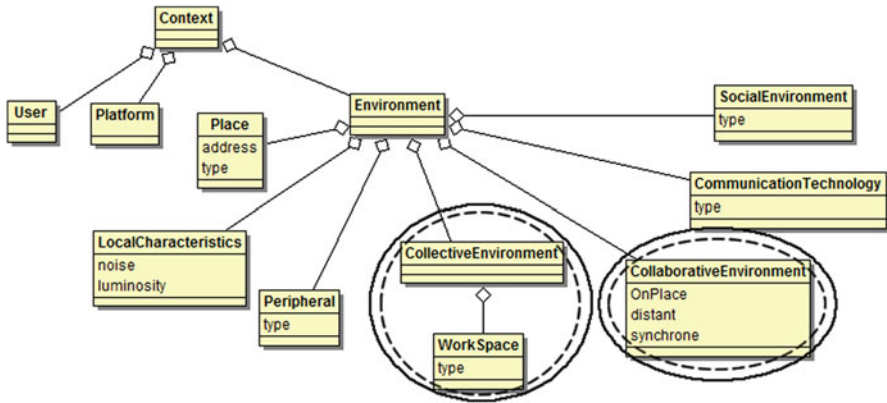 Context
User
Platform
Environment
Place
address
type
SocialEnvironment
type
CommunicationTechnology
type
LocalCharacteristics
noise
luminosity
Peripheral
type
CollectiveEnvironment
WorkSpace
type
CollaborativeEnvironment
OnPlace
distant
synchrone